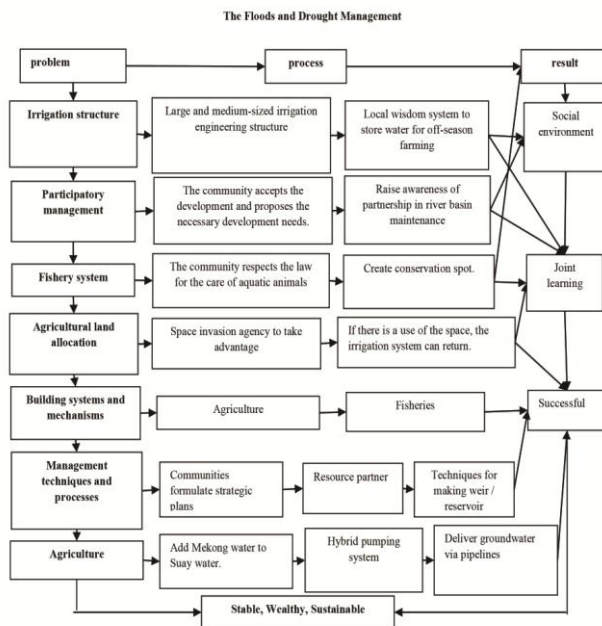 The Floods and Drought Management
problem
process
result
Irrigation structure
Large and medium-sized irrigation
engineering structure
Local wisdom system to
store water for off-season
farming
Social
environment
Participatory
management
The community accepts the
development and proposes the
necessary development needs.
Raise awareness of
partnership in river basin
maintenance
Fishery system
The community respects the law
for the care of aquatic animals
Create conservation spot.
Joint
learning
Agricultural land
allocation
Space invasion agency to take
advantage
If there is a use of the space, the
irrigation system can return.
Building systems and
mechanisms
Agriculture
Fisheries
Successful
Management
techniques and
processes
Communities
formulate strategic
plans
Resource partner
Techniques for
making weir /
reservoir
Agriculture
Add Mekong water to
Suay water.
Hybrid pumping
system
Deliver groundwater
via pipelines
Stable, Wealthy, Sustainable